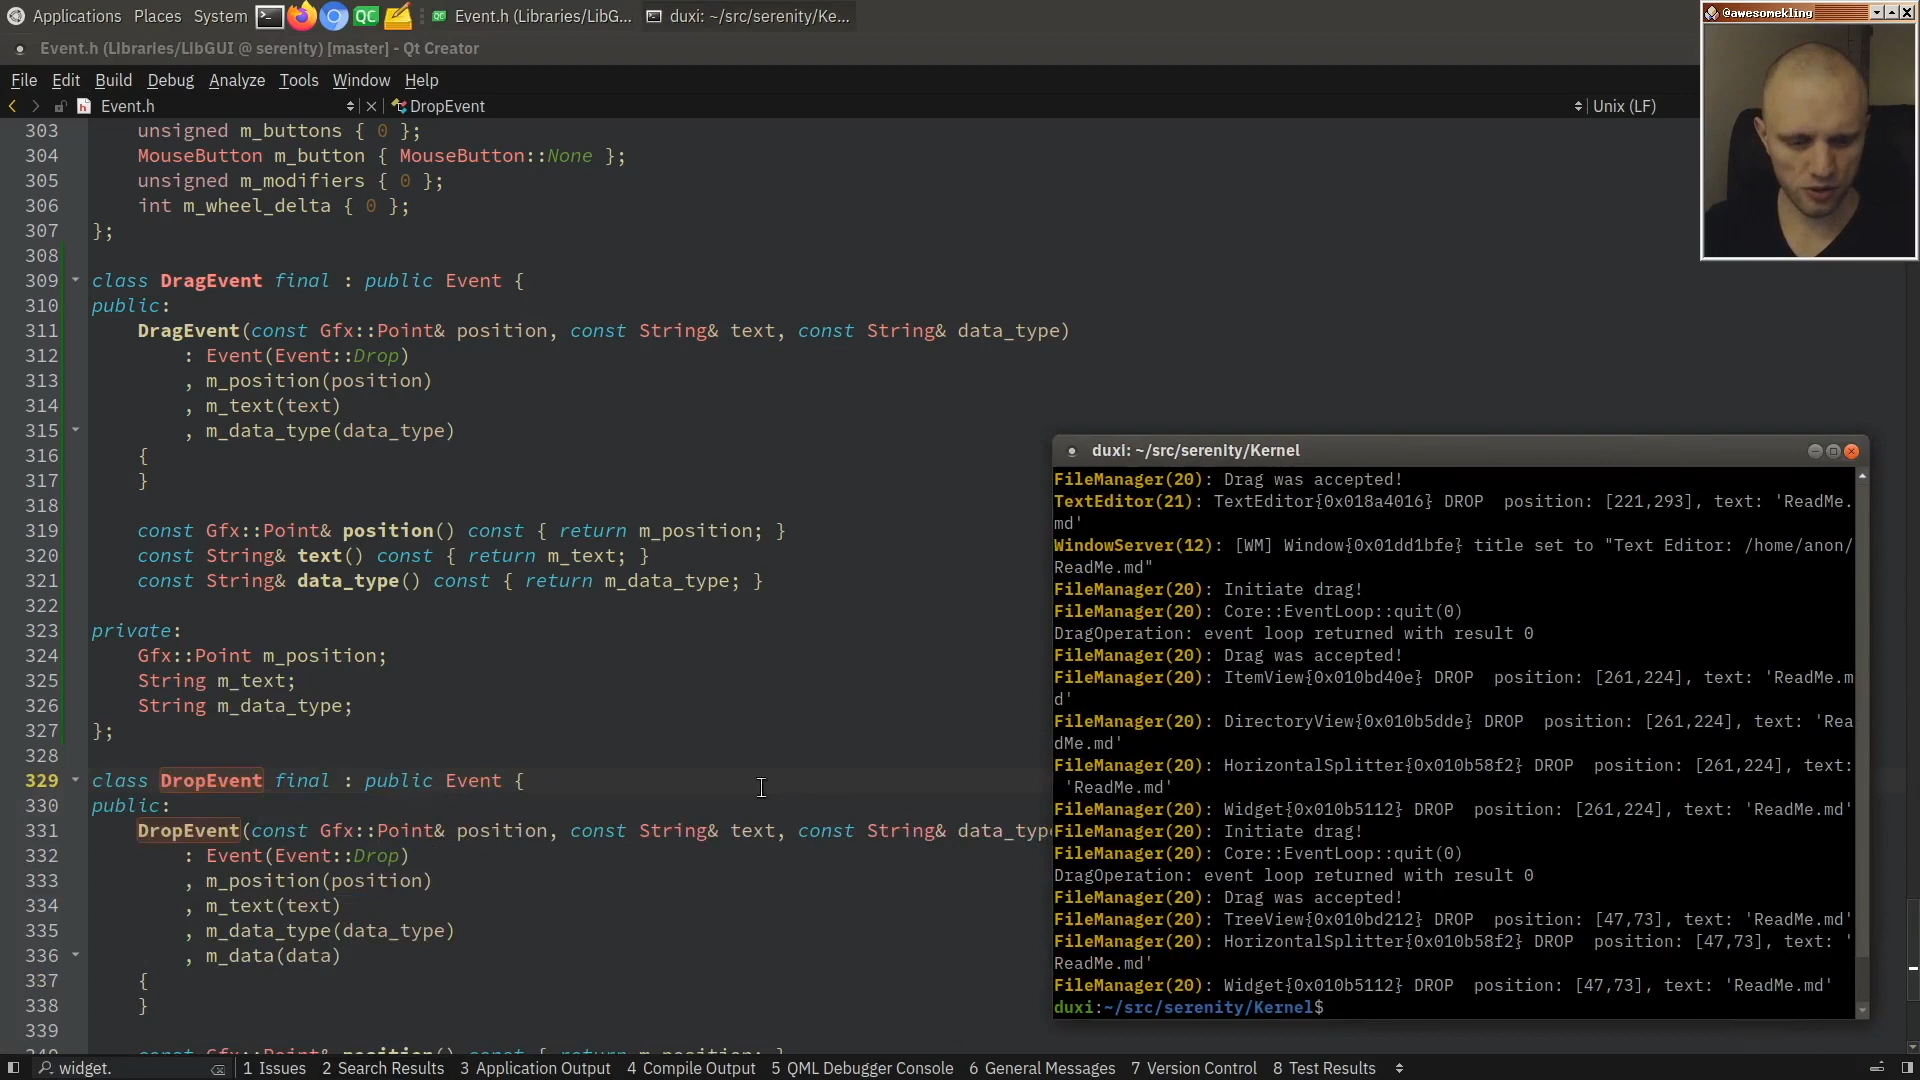 Applications Places System Event.h (Libraries/LibG... duxi: ~/src/serenity/Ke...
@awesomekling
Event.h (Libraries/LibGUI @ serenity) [master] - Qt Creator
File Edit Build Debug Analyze Tools Window Help
Event.h DropEvent Unix (LF)
303 unsigned m_buttons { 0 };
304 MouseButton m_button { MouseButton::None };
305 unsigned m_modifiers { 0 };
306 int m_wheel_delta { 0 };
307 };
308
309 class DragEvent final : public Event {
310 public:
311 DragEvent(const Gfx::Point& position, const String& text, const String& data_type)
312 : Event(Event::Drop)
313 , m_position(position)
314 , m_text(text)
315 , m_data_type(data_type)
316 {
317 }
318
319 const Gfx::Point& position() const { return m_position; }
320 const String& text() const { return m_text; }
321 const String& data_type() const { return m_data_type; }
322
323 private:
324 Gfx::Point m_position;
325 String m_text;
326 String m_data_type;
327 };
328
329 class DropEvent final : public Event {
330 public:
331 DropEvent(const Gfx::Point& position, const String& text, const String& data_type
332 : Event(Event::Drop)
333 , m_position(position)
334 , m_text(text)
335 , m_data_type(data_type)
336 , m_data(data)
337 {
338 }
339
340 const Gfx::Point& position() const { return m_position; }
duxi: ~/src/serenity/Kernel
FileManager(20): Drag was accepted!
TextEditor(21): TextEditor{0x018a4016} DROP position: [221,293], text: 'ReadMe.
md'
WindowServer(12): [WM] Window{0x01dd1bfe} title set to "Text Editor: /home/anon/
ReadMe.md"
FileManager(20): Initiate drag!
FileManager(20): Core::EventLoop::quit(0)
DragOperation: event loop returned with result 0
FileManager(20): Drag was accepted!
FileManager(20): ItemView{0x010bd40e} DROP position: [261,224], text: 'ReadMe.m
d'
FileManager(20): DirectoryView{0x010b5dde} DROP position: [261,224], text: 'Rea
dMe.md'
FileManager(20): HorizontalSplitter{0x010b58f2} DROP position: [261,224], text:
'ReadMe.md'
FileManager(20): Widget{0x010b5112} DROP position: [261,224], text: 'ReadMe.md'
FileManager(20): Initiate drag!
FileManager(20): Core::EventLoop::quit(0)
DragOperation: event loop returned with result 0
FileManager(20): Drag was accepted!
FileManager(20): TreeView{0x010bd212} DROP position: [47,73], text: 'ReadMe.md'
FileManager(20): HorizontalSplitter{0x010b58f2} DROP position: [47,73], text: '
ReadMe.md'
FileManager(20): Widget{0x010b5112} DROP position: [47,73], text: 'ReadMe.md'
duxi:~/src/serenity/Kernel$
widget. 1 Issues 2 Search Results 3 Application Output 4 Compile Output 5 QML Debugger Console 6 General Messages 7 Version Control 8 Test Results